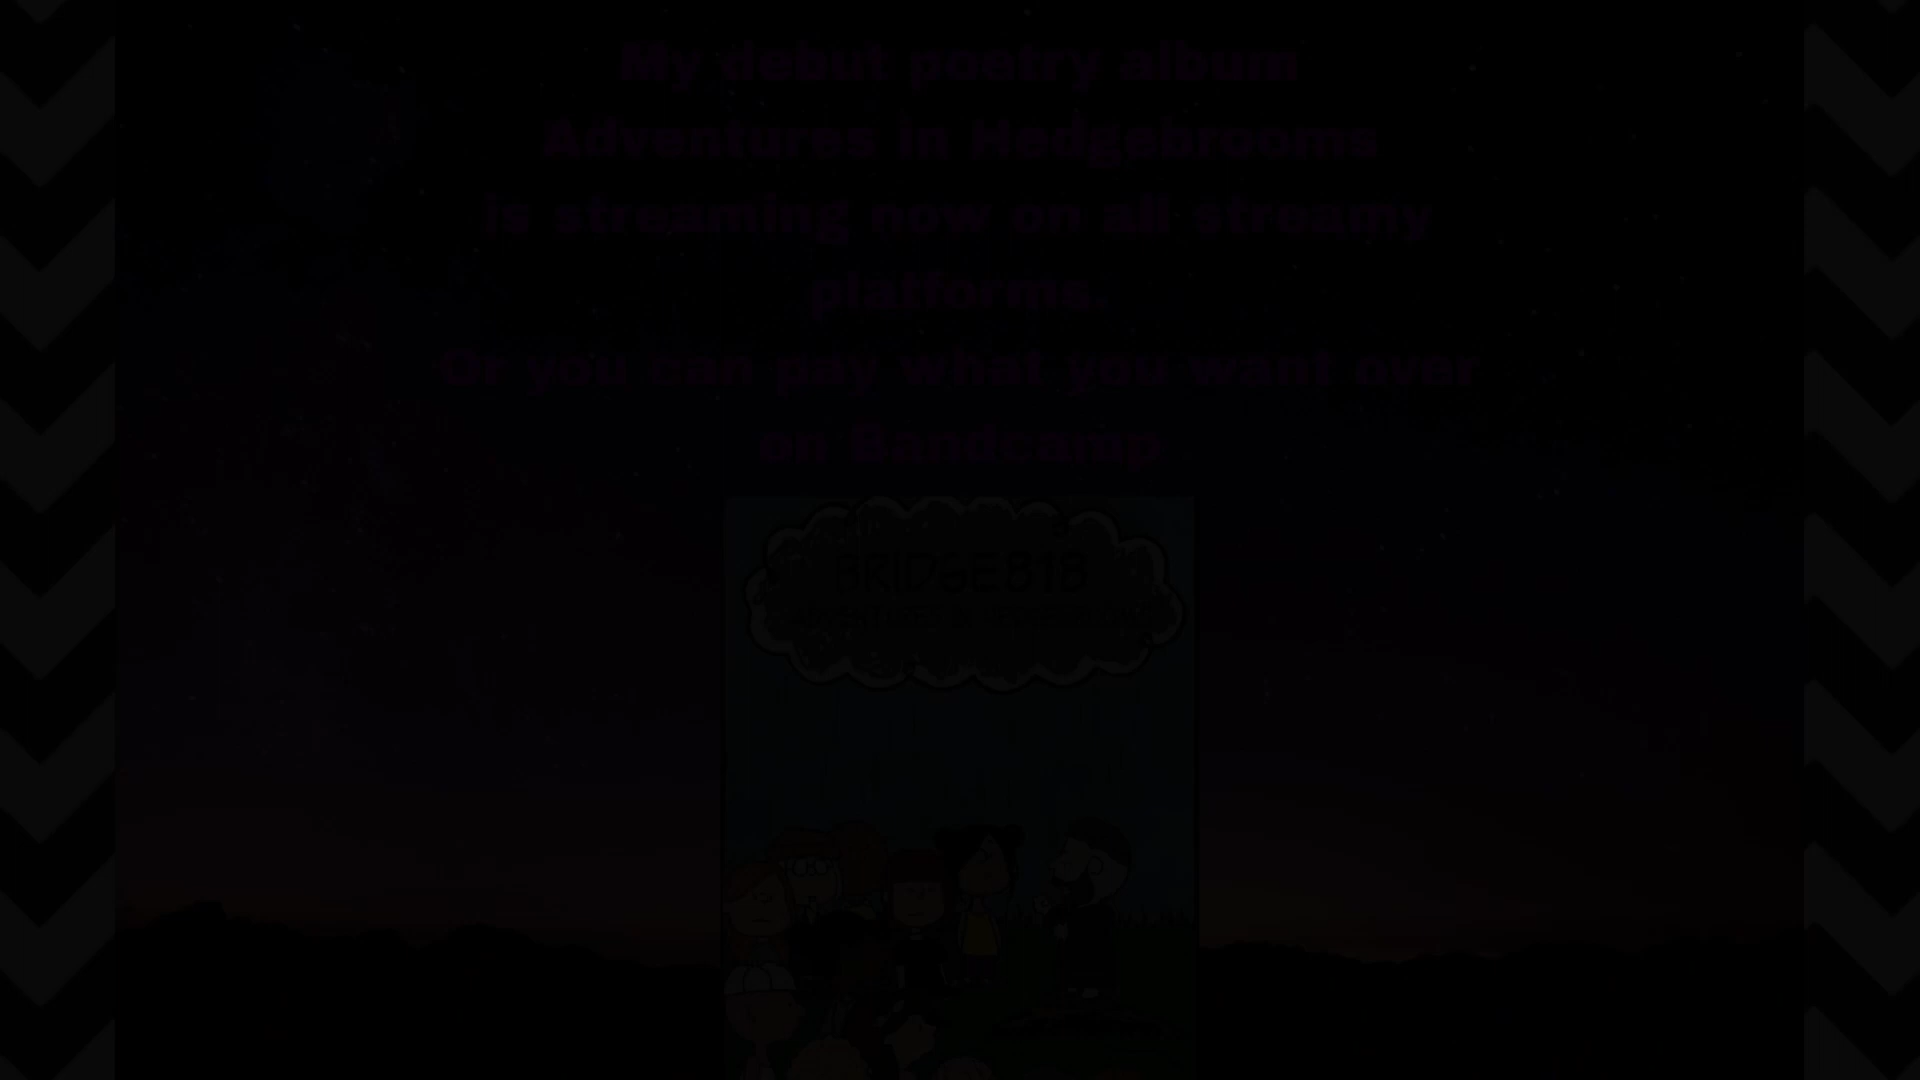 My debut poetry album
Adventures in Hedgebrooms
is streaming now on all streamy
platforms.
Or you can pay what you want over
on Bandcamp
BRIDGE818